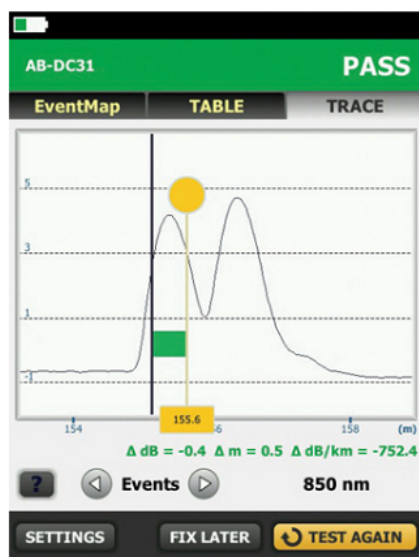 AB-DC31 PASS
EventMap TABLE TRACE
5
3
1
-1
154 155.6 56 158 (m)
Δ dB = -0.4 Δ m = 0.5 Δ dB/km = -752.4
? Events 850 nm
SETTINGS FIX LATER TEST AGAIN